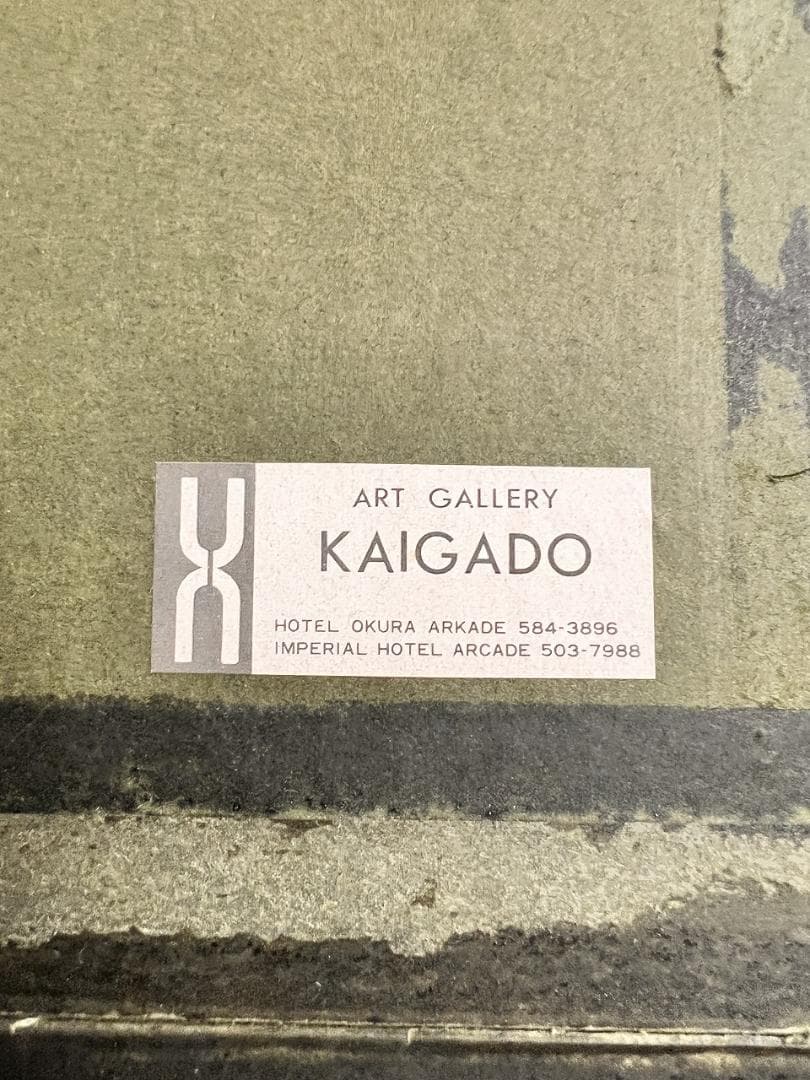 ART GALLERY
KAIGADO
HOTEL OKURA ARKADE 584-3896
IMPERIAL HOTEL ARCADE 503-7988